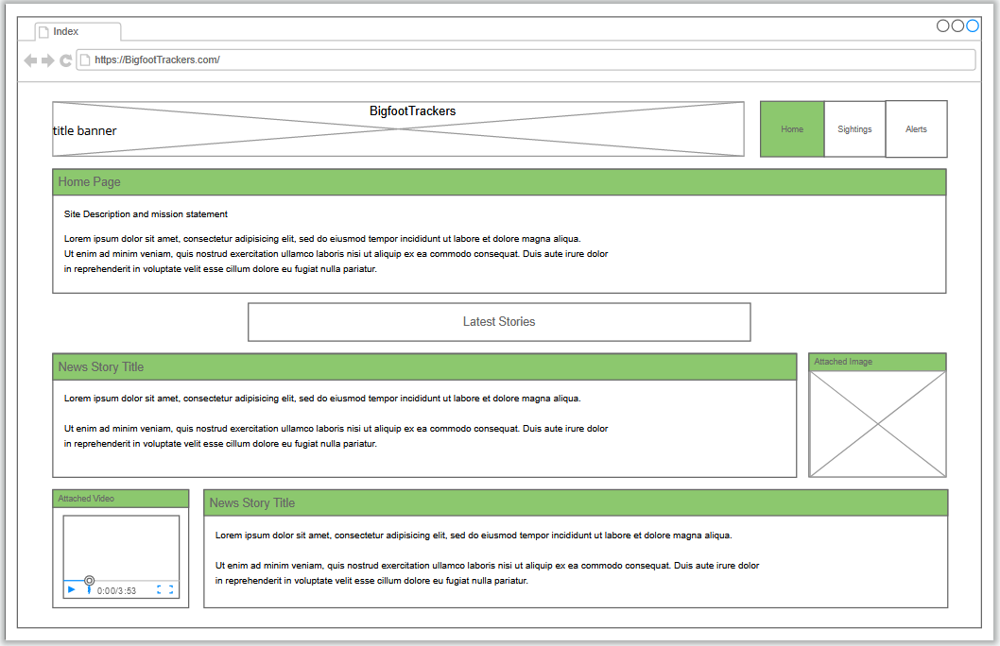 Index
https://BigfootTrackers.com/
BigfootTrackers
title banner
Home
Sightings
Alerts
Home Page
Site Description and mission statement
Lorem ipsum dolor sit amet, consectetur adipisicing elit, sed do eiusmod tempor incididunt ut labore et dolore magna aliqua.
Ut enim ad minim veniam, quis nostrud exercitation ullamco laboris nisi ut aliquip ex ea commodo consequat. Duis aute irure dolor
in reprehenderit in voluptate velit esse cillum dolore eu fugiat nulla pariatur.
Latest Stories
News Story Title
Lorem ipsum dolor sit amet, consectetur adipisicing elit, sed do eiusmod tempor incididunt ut labore et dolore magna aliqua.
Ut enim ad minim veniam, quis nostrud exercitation ullamco laboris nisi ut aliquip ex ea commodo consequat. Duis aute irure dolor
in reprehenderit in voluptate velit esse cillum dolore eu fugiat nulla pariatur.
Attached Image
Attached Video
0:00/3:53
News Story Title
Lorem ipsum dolor sit amet, consectetur adipisicing elit, sed do eiusmod tempor incididunt ut labore et dolore magna aliqua.
Ut enim ad minim veniam, quis nostrud exercitation ullamco laboris nisi ut aliquip ex ea commodo consequat. Duis aute irure dolor
in reprehenderit in voluptate velit esse cillum dolore eu fugiat nulla pariatur.